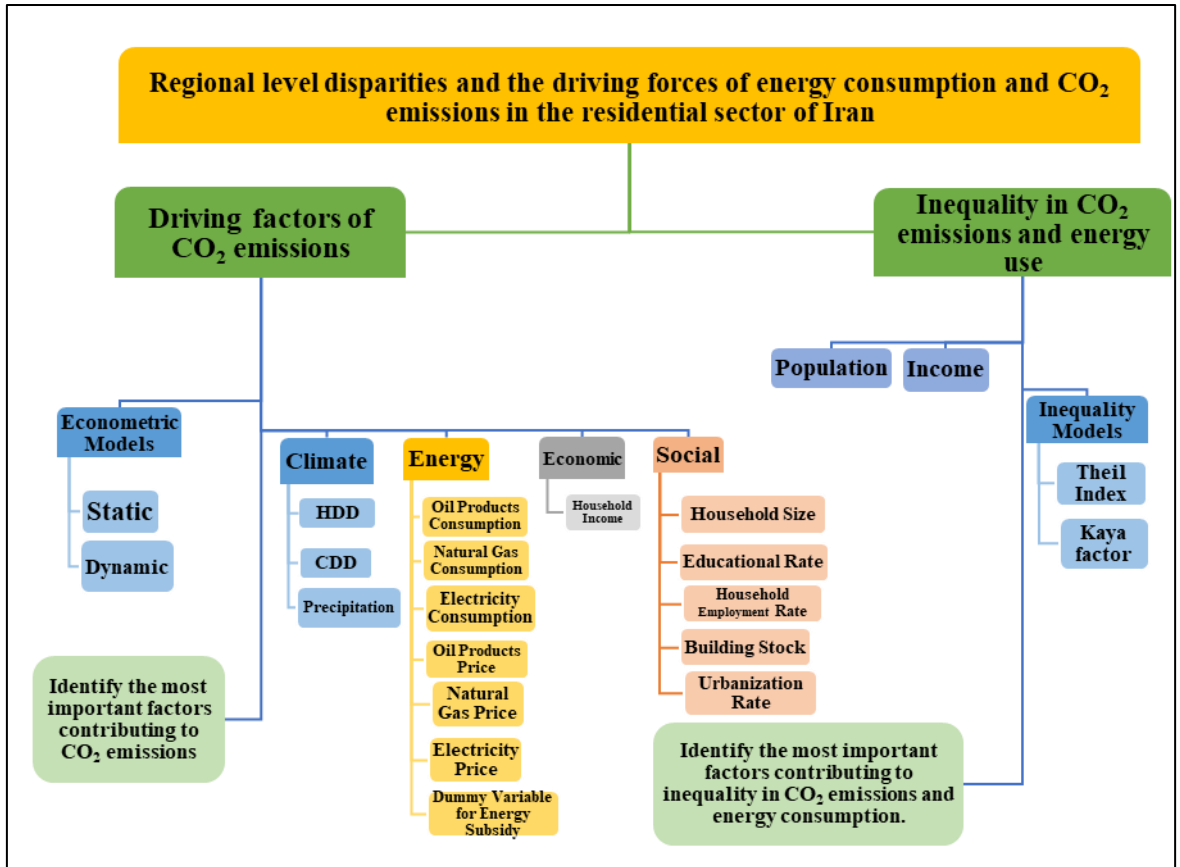 Regional level disparities and the driving forces of energy consumption and CO₂
emissions in the residential sector of Iran
Driving factors of
CO₂ emissions
Inequality in CO₂
emissions and energy
use
Population
Income
Econometric
Models
Static
Dynamic
Climate
HDD
CDD
Precipitation
Energy
Oil Products
Consumption
Natural Gas
Consumption
Electricity
Consumption
Oil Products
Price
Natural
Gas Price
Electricity
Price
Dummy Variable
for Energy
Subsidy
Economic
Household
Income
Social
Household Size
Educational Rate
Household
Employment Rate
Building Stock
Urbanization
Rate
Inequality
Models
Theil
Index
Kaya
factor
Identify the most
important factors
contributing to
CO₂ emissions
Identify the most important
factors contributing to
inequality in CO₂ emissions and
energy consumption.